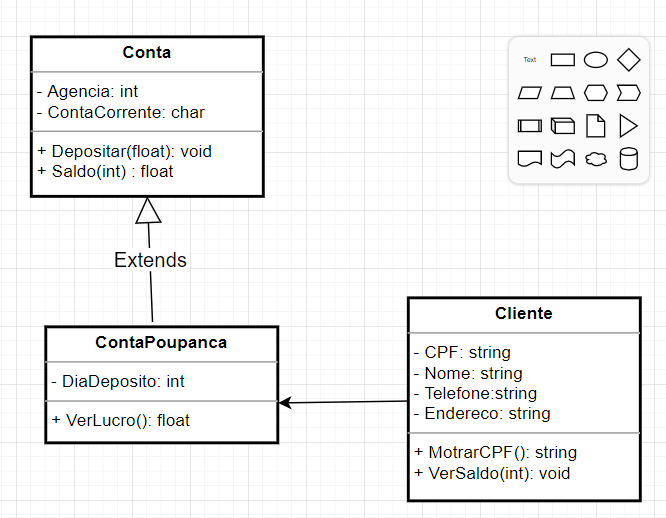 Conta
- Agencia: int
- ContaCorrente: char
+ Depositar(float): void
+ Saldo(int) : float
Text
Extends
ContaPoupanca
- DiaDeposito: int
+ VerLucro(): float
Cliente
- CPF: string
- Nome: string
- Telefone:string
- Endereco: string
+ MotrarCPF(): string
+ VerSaldo(int): void